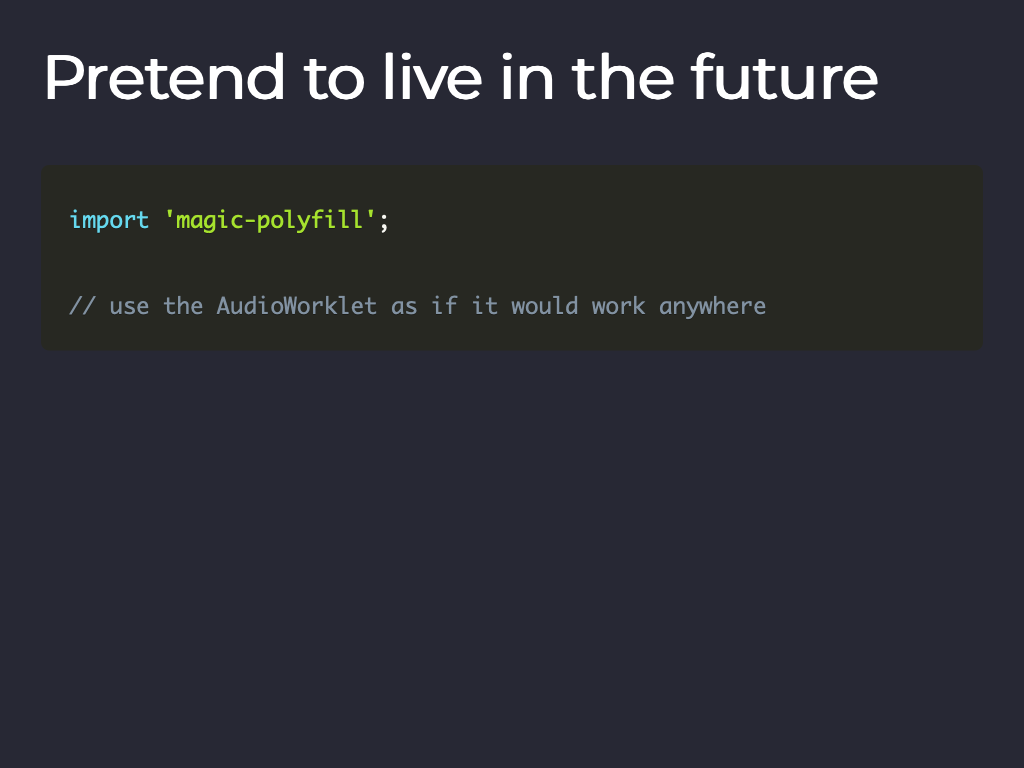 Pretend to live in the future
import 'magic-polyfill';
// use the AudioWorklet as if it would work anywhere